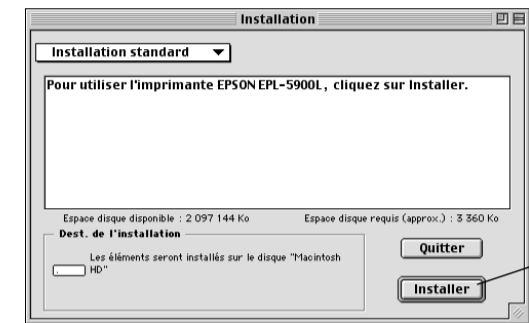 Installation
Installation standard
Pour utiliser l'imprimante EPSON EPL-5900L, cliquez sur Installer.
Espace disque disponible : 2 097 144 Ko
Espace disque requis (approx.) : 3 360 Ko
Dest. de l'installation
Les éléments seront installés sur le disque "Macintosh
HD"
Quitter
Installer